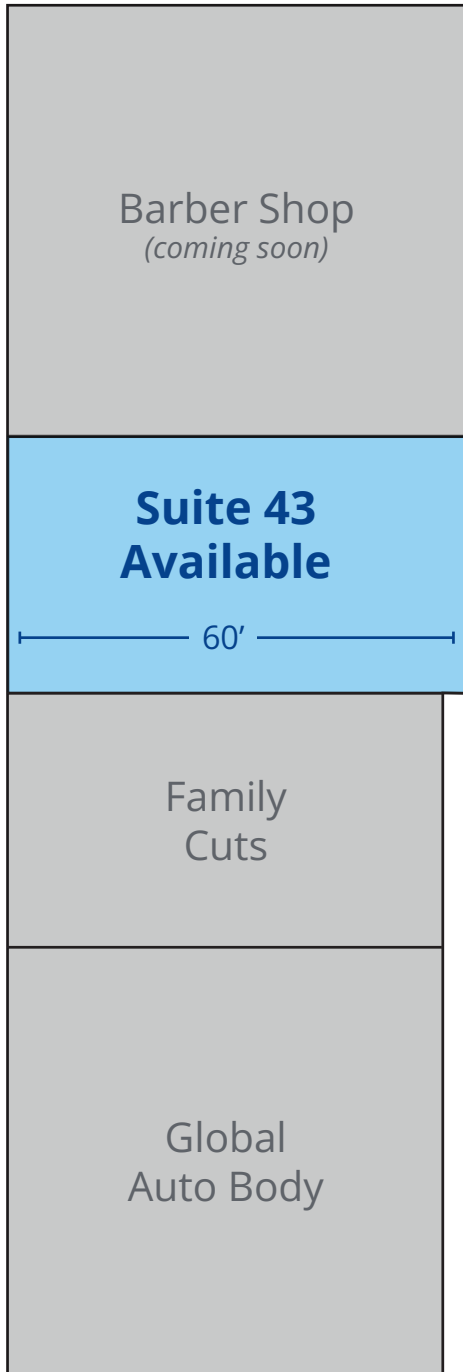 Barber Shop
(coming soon)
Suite 43
Available
60’
Family
Cuts
Global
Auto Body